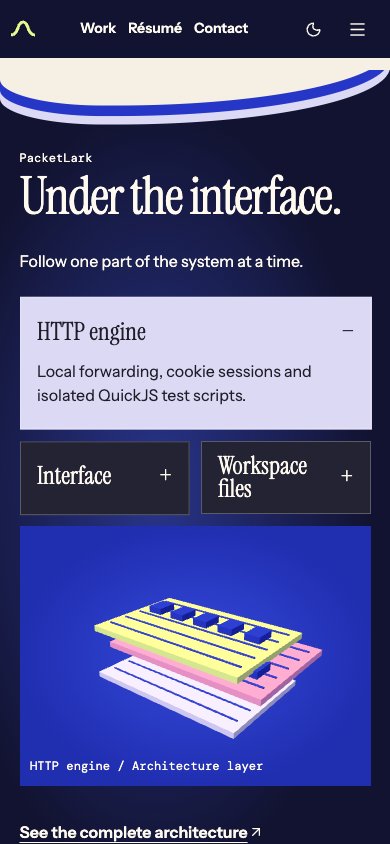 Work Résumé Contact
PacketLark
Under the interface.
Follow one part of the system at a time.
HTTP engine −
Local forwarding, cookie sessions and
isolated QuickJS test scripts.
Interface +
Workspace
files +
HTTP engine / Architecture layer
See the complete architecture ↗